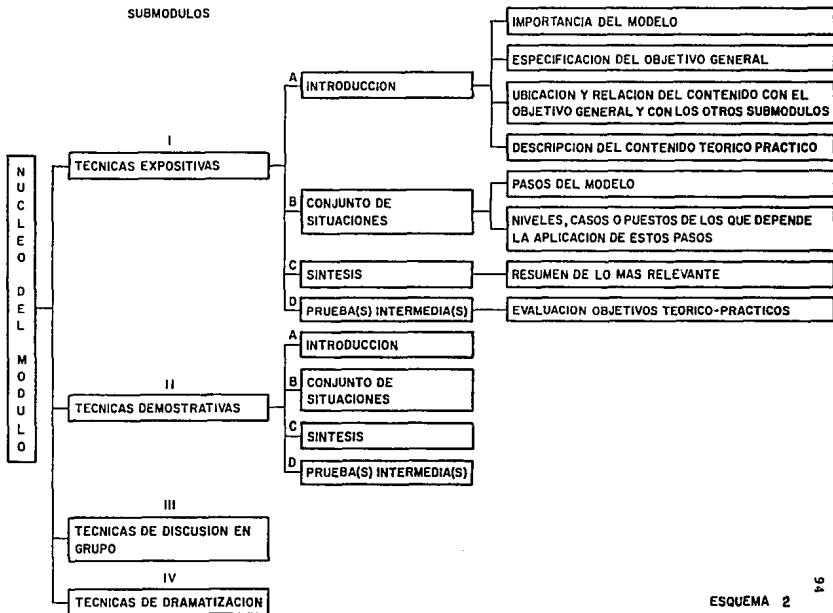 SUBMODULOS
NUCLEO DEL MODULO
I
TECNICAS EXPOSITIVAS
A
INTRODUCCION
IMPORTANCIA DEL MODELO
ESPECIFICACION DEL OBJETIVO GENERAL
UBICACION Y RELACION DEL CONTENIDO CON EL
OBJETIVO GENERAL Y CON LOS OTROS SUBMODULOS
DESCRIPCION DEL CONTENIDO TEORICO PRACTICO
B
CONJUNTO DE
SITUACIONES
PASOS DEL MODELO
NIVELES, CASOS O PUESTOS DE LOS QUE DEPENDE
LA APLICACION DE ESTOS PASOS
C
SINTESIS
RESUMEN DE LO MAS RELEVANTE
D
PRUEBA(S) INTERMEDIA(S)
EVALUACION OBJETIVOS TEORICO-PRACTICOS
II
TECNICAS DEMOSTRATIVAS
A
INTRODUCCION
B
CONJUNTO DE
SITUACIONES
C
SINTESIS
D
PRUEBA(S) INTERMEDIA(S)
III
TECNICAS DE DISCUSION EN
GRUPO
IV
TECNICAS DE DRAMATIZACION
ESQUEMA 2
94